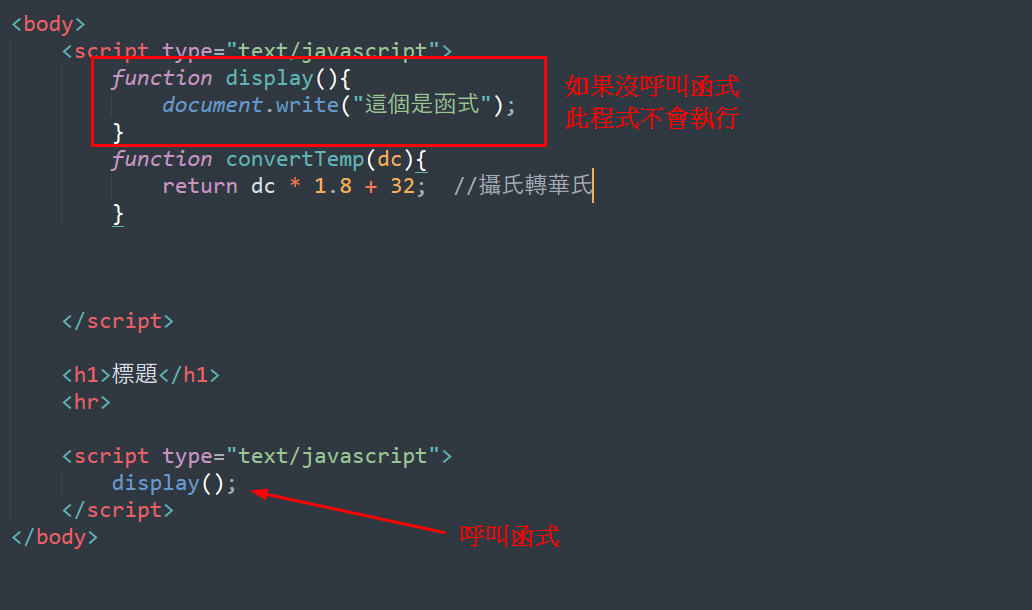 <body>
<script type="text/javascript">
function display(){
document.write("這個是函式");
}
如果沒呼叫函式
此程式不會執行
function convertTemp(dc){
return dc * 1.8 + 32;  //攝氏轉華氏
}
</script>
<h1>標題</h1>
<hr>
<script type="text/javascript">
display();
</script>
呼叫函式
</body>